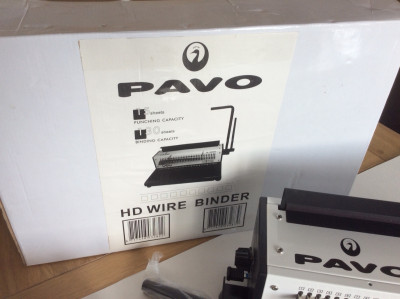 PAVO
sheets
PUNCHING CAPACITY
sheets
BINDING CAPACITY
HD WIRE BINDER
PAVO